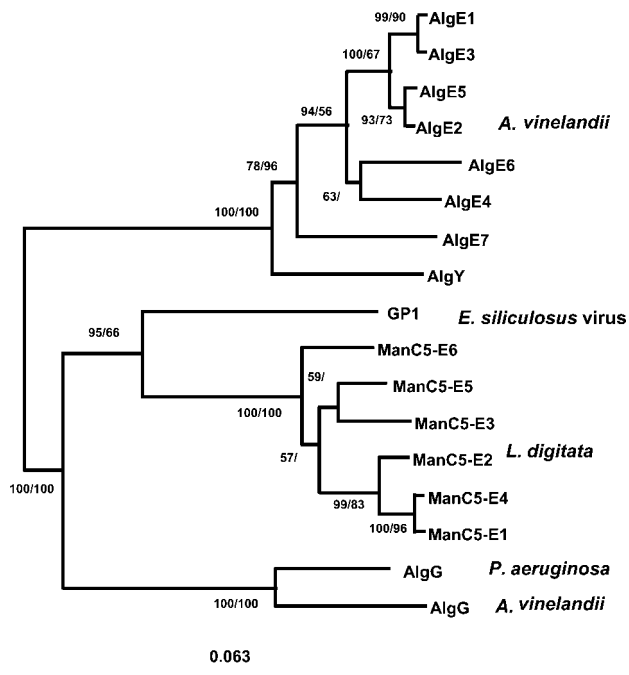 99/90
AlgE1
AlgE3
100/67
AlgE5
93/73
AlgE2
A. vinelandii
94/56
AlgE6
78/96
63/
AlgE4
100/100
AlgE7
AlgY
GP1
E. siliculosus virus
95/66
ManC5-E6
59/
ManC5-E5
100/100
ManC5-E3
57/
ManC5-E2
L. digitata
99/83
ManC5-E4
100/96
ManC5-E1
100/100
AlgG
P. aeruginosa
100/100
AlgG
A. vinelandii
0.063